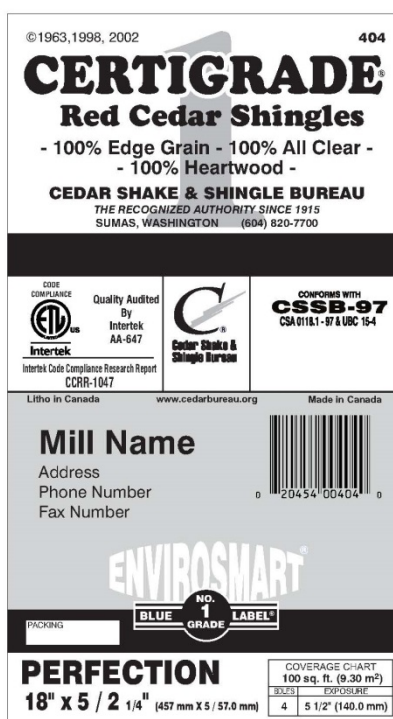 ©1963,1998, 2002 404
CERTIGRADE®
1
Red Cedar Shingles
- 100% Edge Grain - 100% All Clear -
- 100% Heartwood -
CEDAR SHAKE & SHINGLE BUREAU
THE RECOGNIZED AUTHORITY SINCE 1915
SUMAS, WASHINGTON (604) 820-7700
CODE
COMPLIANCE
ETL
US
Intertek
Quality Audited
By
Intertek
AA-647
Intertek Code Compliance Research Report
CCRR-1047
C®
Cedar Shake &
Shingle Bureau
CONFORMS WITH
CSSB-97
CSA 0118.1 - 97 & UBC 15-4
Litho in Canada www.cedarbureau.org Made in Canada
Mill Name
Address
Phone Number
Fax Number
0 20454 00404 0
ENVIROSMART®
NO.
BLUE 1 LABEL®
GRADE
PACKING
PERFECTION
18" x 5 / 2 1/4" (457 mm X 5 / 57.0 mm)
COVERAGE CHART
100 sq. ft. (9.30 m²)
BDLES EXPOSURE
4 5 1/2" (140.0 mm)